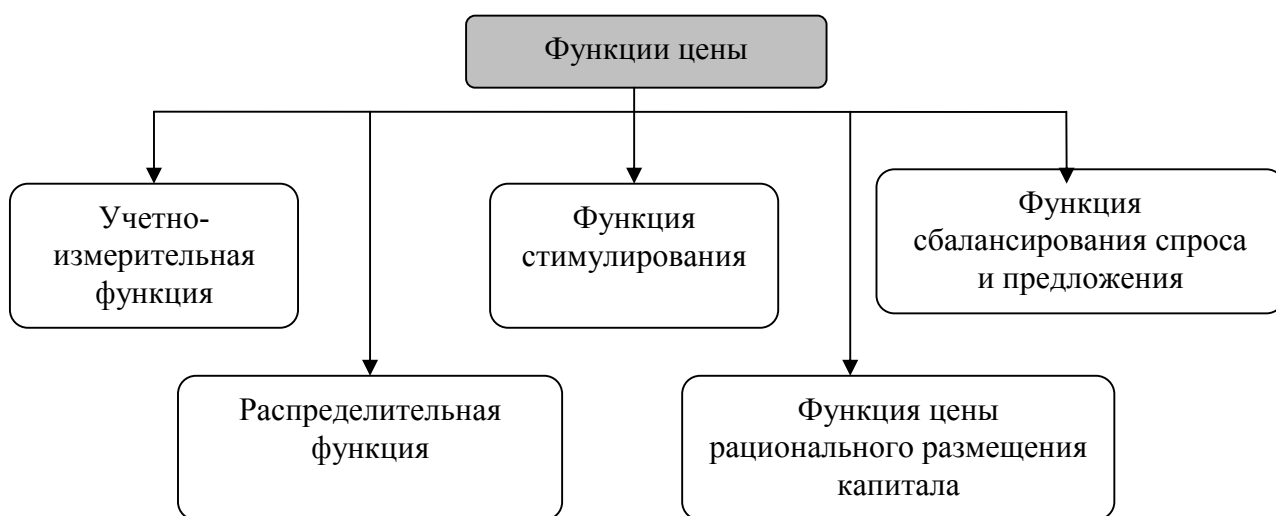 Функции цены
Учетно-
измерительная
функция
Функция
стимулирования
Функция
сбалансирования спроса
и предложения
Распределительная
функция
Функция цены
рационального размещения
капитала